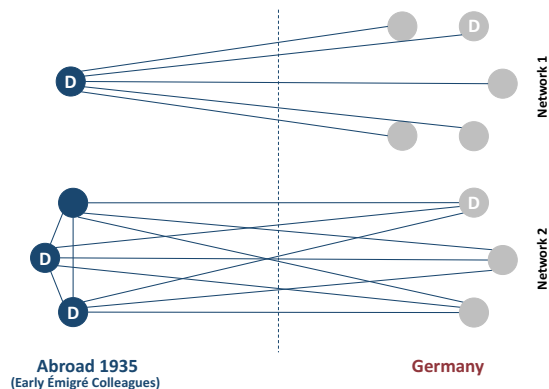 D
D
Network 1
D
D
D
Network 2
Abroad 1935
(Early Émigré Colleagues)
Germany